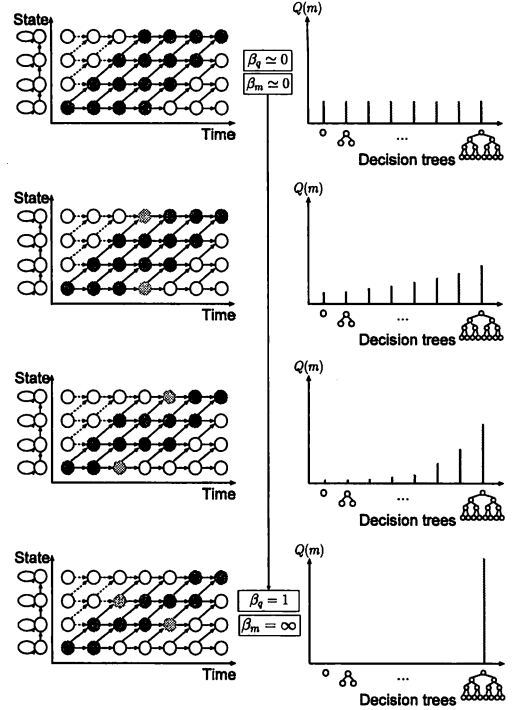 State
Time
β_q ≃ 0
β_m ≃ 0
Q(m)
...
Decision trees
State
Time
Q(m)
...
Decision trees
State
Time
Q(m)
...
Decision trees
State
Time
β_q = 1
β_m = ∞
Q(m)
...
Decision trees